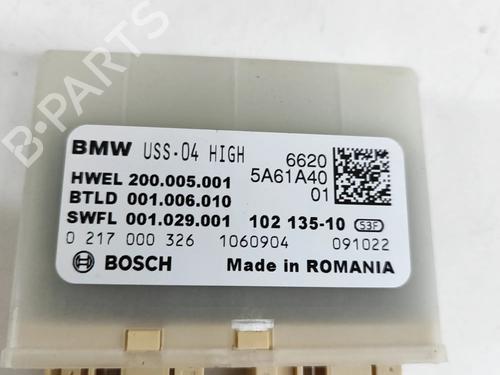 B-PARTS
BMW USS-04 HIGH 6620
5A61A40
01
HWEL 200.005.001
BTLD 001.006.010
SWFL 001.029.001 102 135-10 S3F
0 217 000 326 1060904 091022
BOSCH Made in ROMANIA